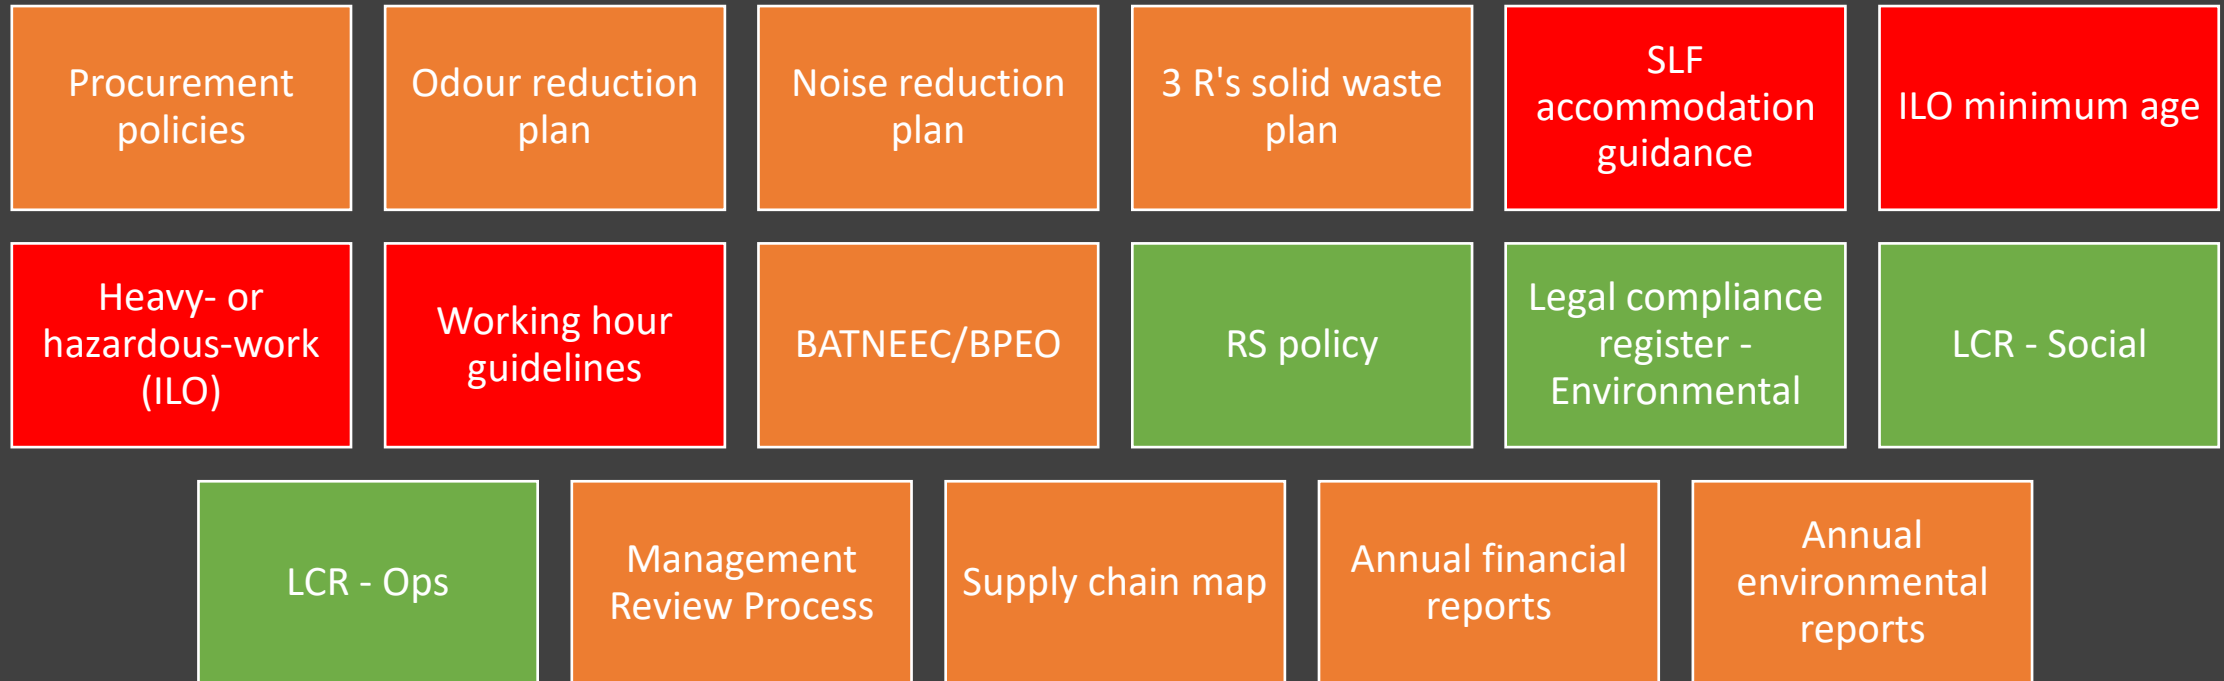 Procurement
policies
Odour reduction
plan
Noise reduction
plan
3 R's solid waste
plan
SLF
accommodation
guidance
ILO minimum age
Heavy- or
hazardous-work
(ILO)
Working hour
guidelines
BATNEEC/BPEO
RS policy
Legal compliance
register -
Environmental
LCR - Social
LCR - Ops
Management
Review Process
Supply chain map
Annual financial
reports
Annual
environmental
reports